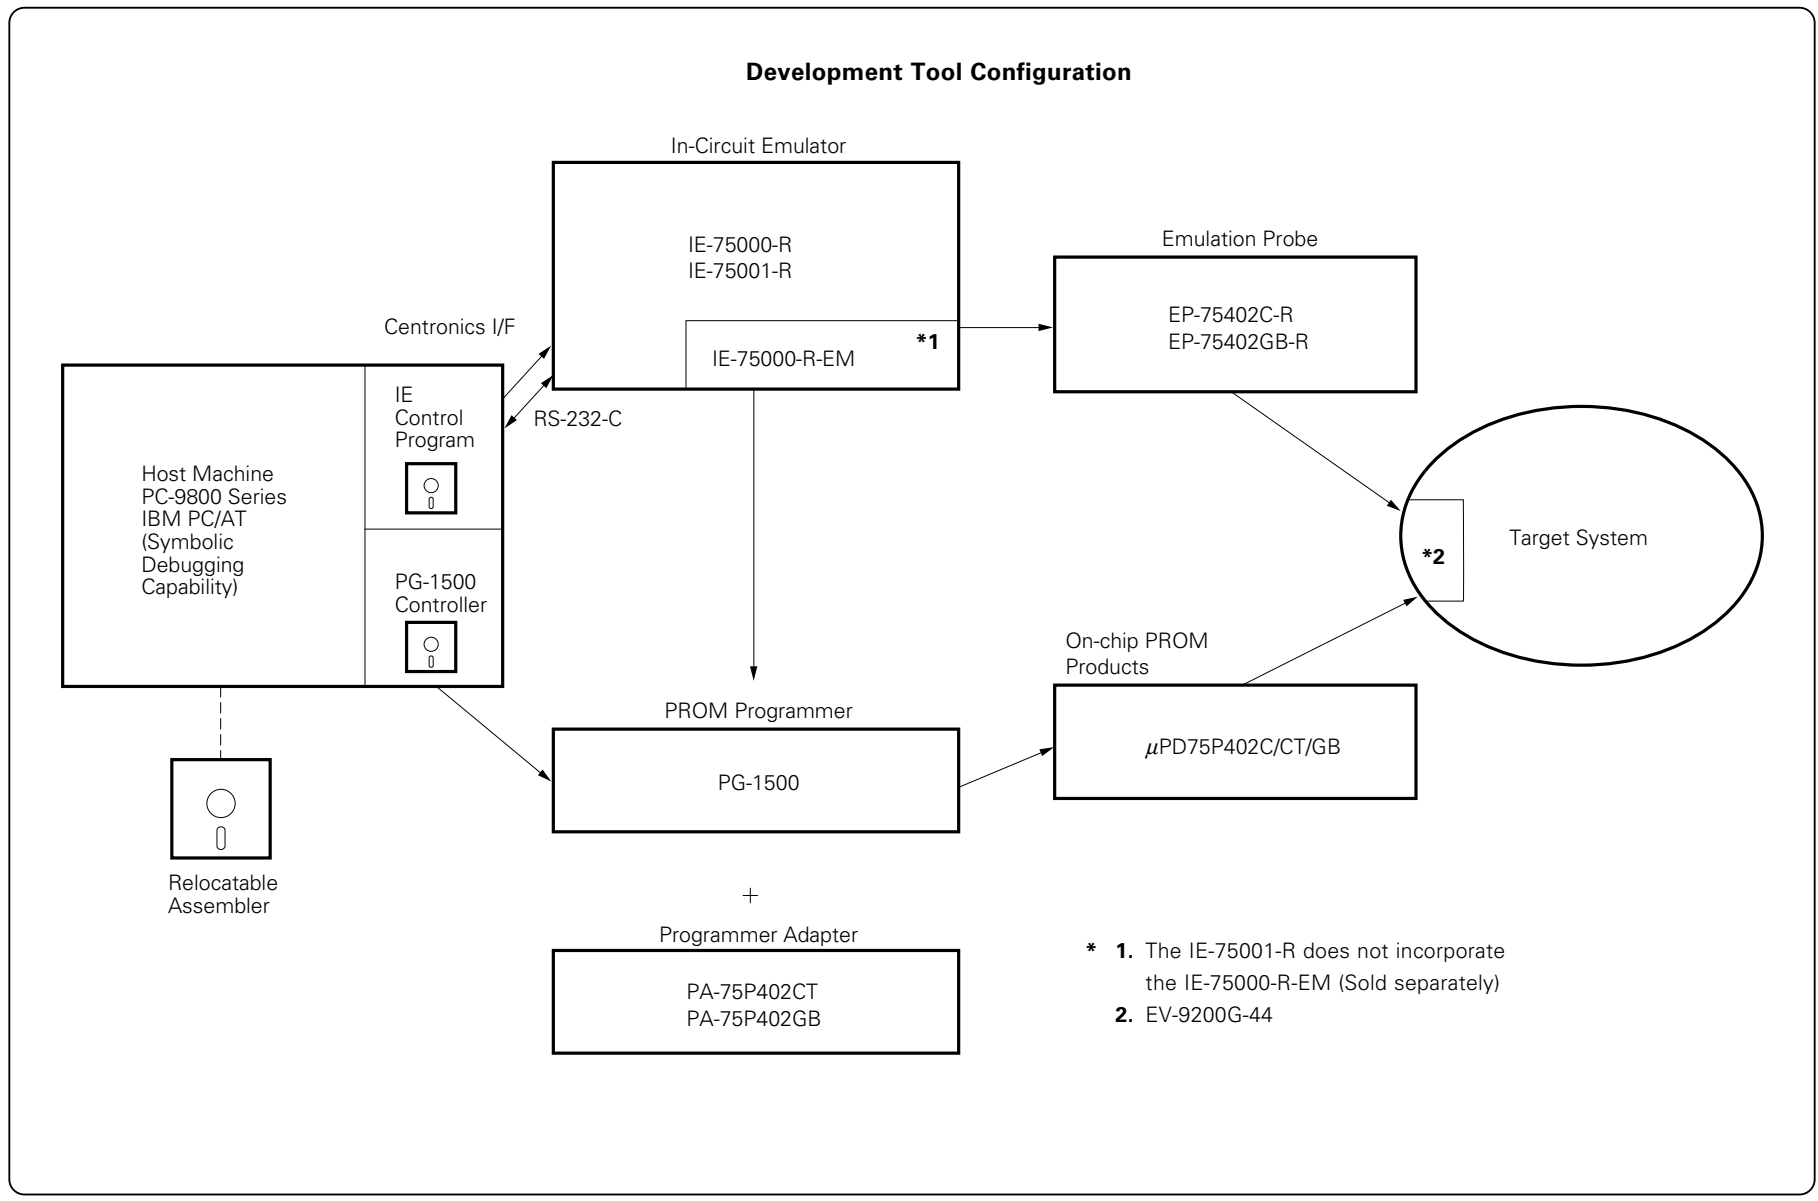 Development Tool Configuration
In-Circuit Emulator
IE-75000-R
IE-75001-R
*1
IE-75000-R-EM
Emulation Probe
EP-75402C-R
EP-75402GB-R
Centronics I/F
RS-232-C
Host Machine
PC-9800 Series
IBM PC/AT
(Symbolic
Debugging
Capability)
IE
Control
Program
PG-1500
Controller
Relocatable
Assembler
*2
Target System
On-chip PROM
Products
µPD75P402C/CT/GB
PROM Programmer
PG-1500
+
Programmer Adapter
PA-75P402CT
PA-75P402GB
* 1. The IE-75001-R does not incorporate
the IE-75000-R-EM (Sold separately)
2. EV-9200G-44